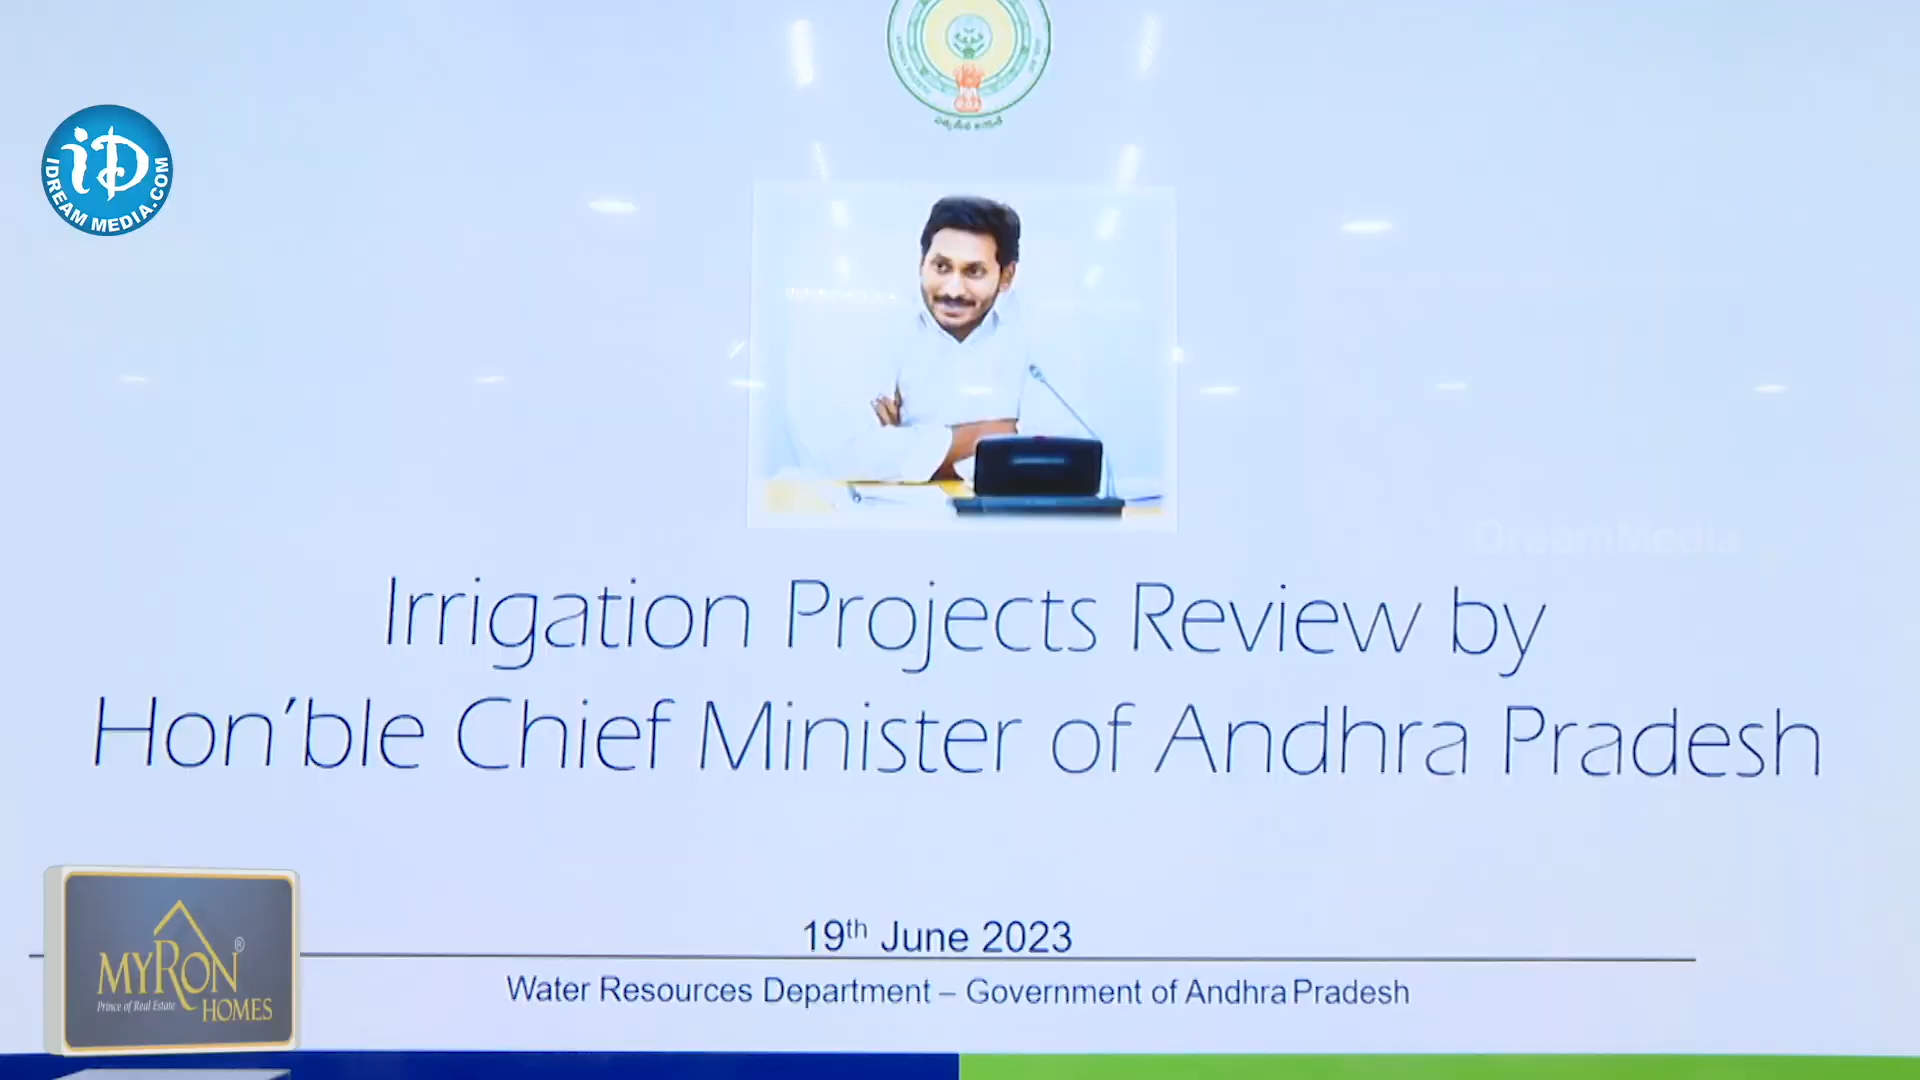 iD
IDREAM MEDIA.COM
iDreamMedia
Irrigation Projects Review by
Hon'ble Chief Minister of Andhra Pradesh
19th June 2023
Water Resources Department – Government of Andhra Pradesh
MYRON®
Prince of Real Estate
HOMES